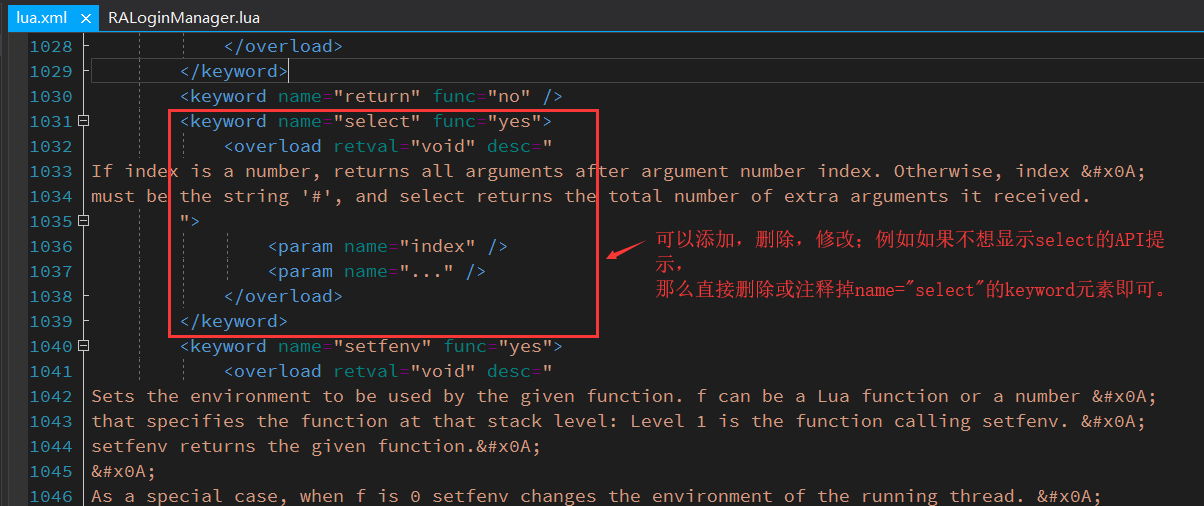 lua.xml × RALoginManager.lua
1028 </overload>
1029 </keyword>
1030 <keyword name="return" func="no" />
1031 <keyword name="select" func="yes">
1032 <overload retval="void" desc="
1033 If index is a number, returns all arguments after argument number index. Otherwise, index &#x0A;
1034 must be the string '#', and select returns the total number of extra arguments it received.
1035 ">
1036 <param name="index" />
可以添加，删除，修改；例如如果不想显示select的API提
1037 <param name="..." />
示，
1038 </overload>
那么直接删除或注释掉name="select"的keyword元素即可。
1039 </keyword>
1040 <keyword name="setfenv" func="yes">
1041 <overload retval="void" desc="
1042 Sets the environment to be used by the given function. f can be a Lua function or a number &#x0A;
1043 that specifies the function at that stack level: Level 1 is the function calling setfenv. &#x0A;
1044 setfenv returns the given function.&#x0A;
1045 &#x0A;
1046 As a special case, when f is 0 setfenv changes the environment of the running thread. &#x0A;